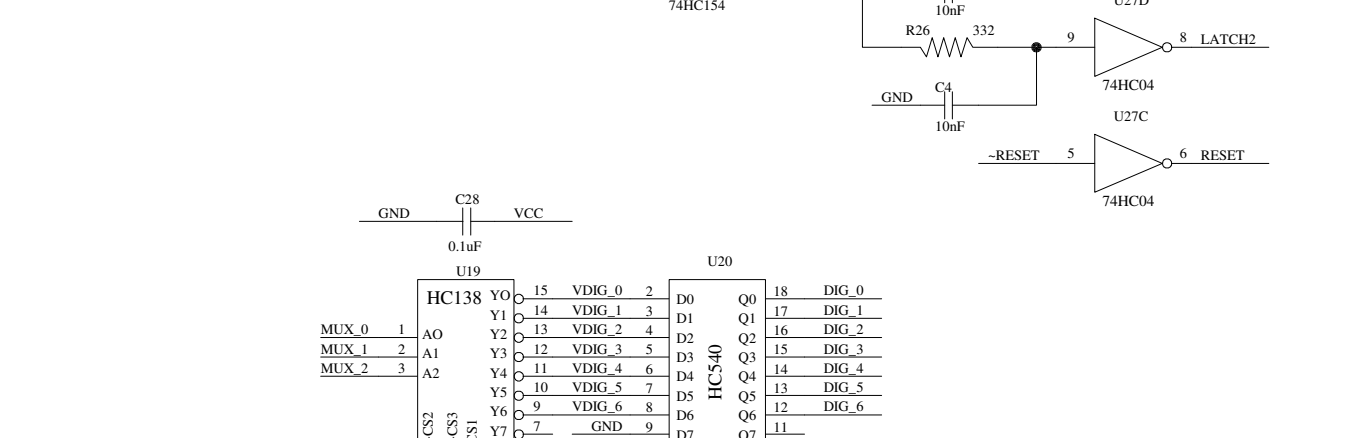 74HC154
10nF
U27D
R26 332
9 8 LATCH2
74HC04
GND C4
10nF
U27C
~RESET 5 6 RESET
74HC04
C28
GND VCC
0.1uF
U19 U20
HC138 HC540
Y0 15 VDIG_0 2 D0 Q0 18 DIG_0
Y1 14 VDIG_1 3 D1 Q1 17 DIG_1
MUX_0 1 A0 Y2 13 VDIG_2 4 D2 Q2 16 DIG_2
MUX_1 2 A1 Y3 12 VDIG_3 5 D3 Q3 15 DIG_3
MUX_2 3 A2 Y4 11 VDIG_4 6 D4 Q4 14 DIG_4
Y5 10 VDIG_5 7 D5 Q5 13 DIG_5
Y6 9 VDIG_6 8 D6 Q6 12 DIG_6
CS2 CS3 CS1 Y7 7 GND 9 D7 Q7 11